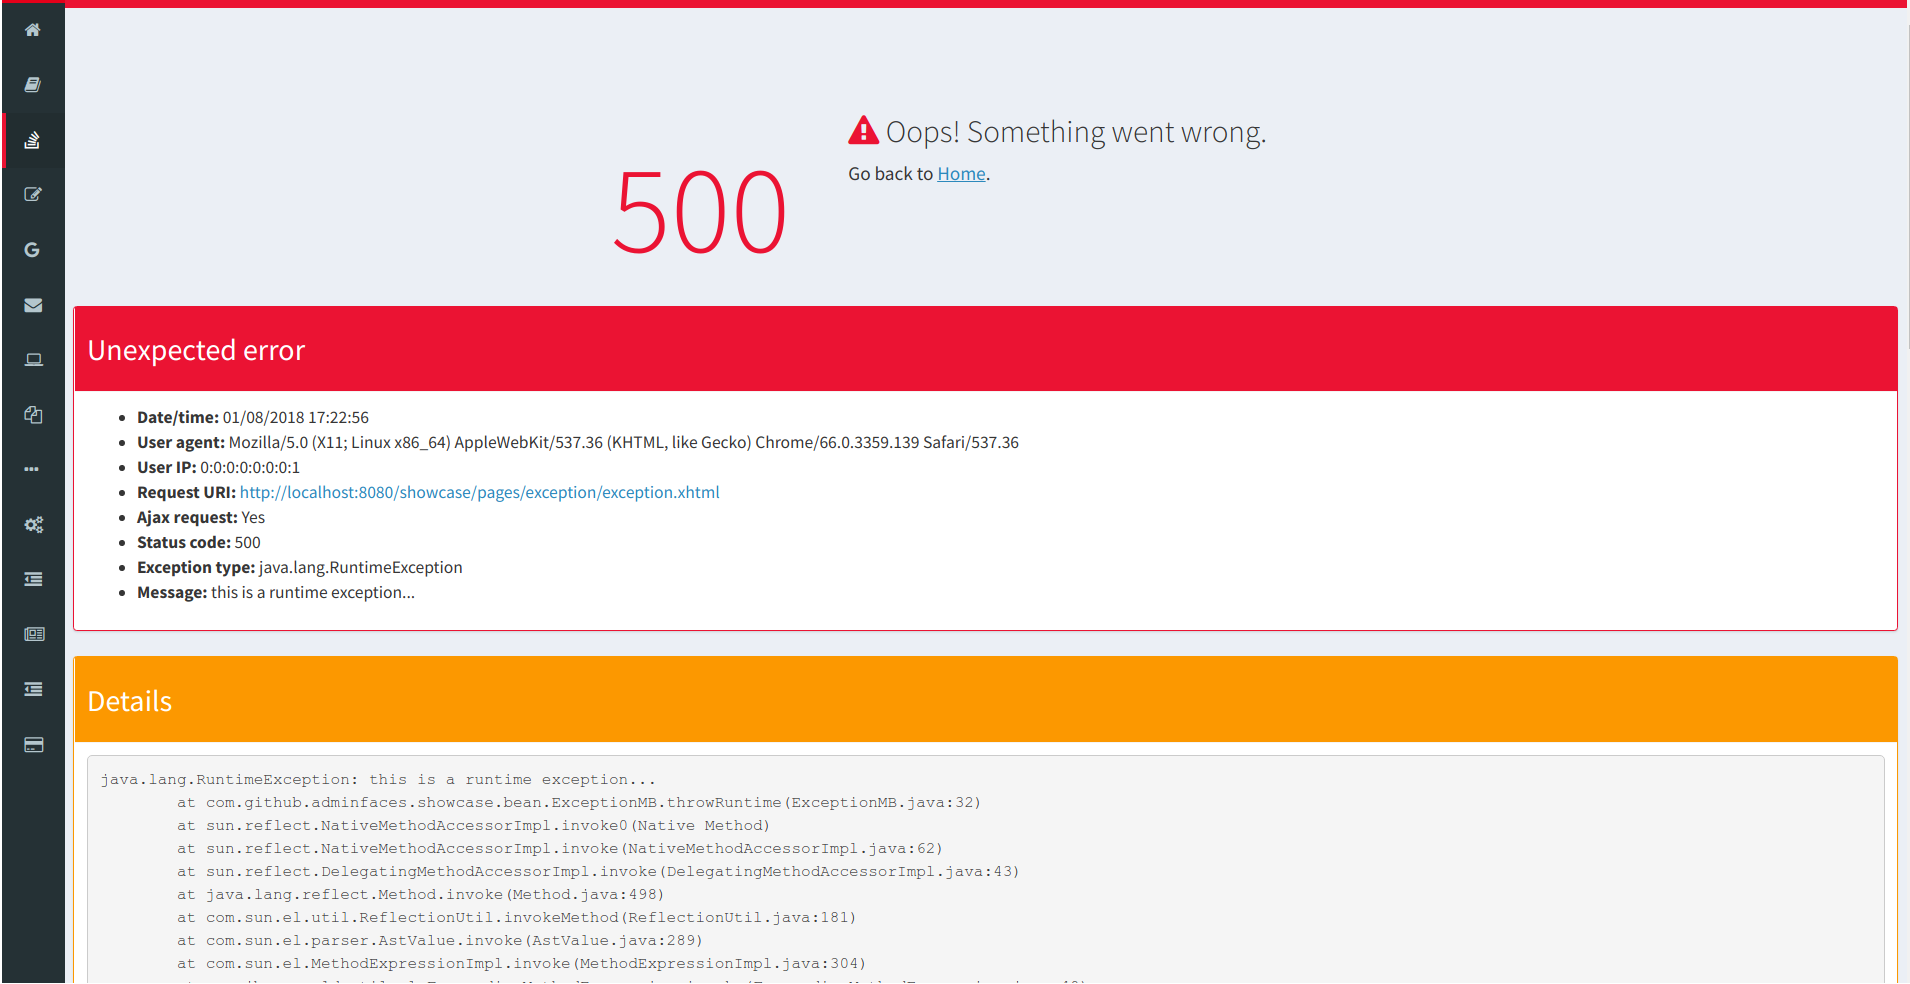 Oops! Something went wrong.
Go back to Home.
500
Unexpected error
Date/time: 01/08/2018 17:22:56
User agent: Mozilla/5.0 (X11; Linux x86_64) AppleWebKit/537.36 (KHTML, like Gecko) Chrome/66.0.3359.139 Safari/537.36
User IP: 0:0:0:0:0:0:0:1
Request URI: http://localhost:8080/showcase/pages/exception/exception.xhtml
Ajax request: Yes
Status code: 500
Exception type: java.lang.RuntimeException
Message: this is a runtime exception...
Details
java.lang.RuntimeException: this is a runtime exception...
at com.github.adminfaces.showcase.bean.ExceptionMB.throwRuntime(ExceptionMB.java:32)
at sun.reflect.NativeMethodAccessorImpl.invoke0(Native Method)
at sun.reflect.NativeMethodAccessorImpl.invoke(NativeMethodAccessorImpl.java:62)
at sun.reflect.DelegatingMethodAccessorImpl.invoke(DelegatingMethodAccessorImpl.java:43)
at java.lang.reflect.Method.invoke(Method.java:498)
at com.sun.el.util.ReflectionUtil.invokeMethod(ReflectionUtil.java:181)
at com.sun.el.parser.AstValue.invoke(AstValue.java:289)
at com.sun.el.MethodExpressionImpl.invoke(MethodExpressionImpl.java:304)